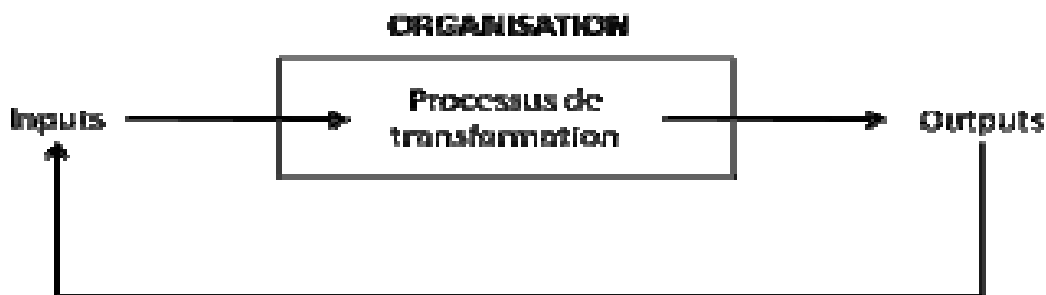 ORGANISATION
Inputs
Processus de
transformation
Outputs